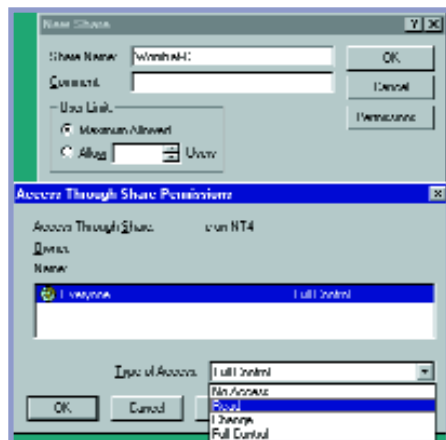 New Share
Share Name:
OK
Comment:
Cancel
User Limit:
Permissions
Maximum Allowed
Allow Users
Access Through Share Permissions
Access Through Share: on NT4
Owner:
Name:
Everyone Full Control
Type of Access: Full Control
No Access
OK Cancel Read
Change
Full Control